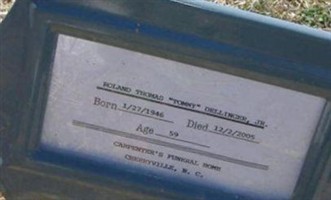 ROLAND THOMAS "TOMMY" DELLINGER, JR.
Born 1/27/1946 Died 12/2/2005
Age 59
CARPENTER'S FUNERAL HOME
CHERRYVILLE, N. C.